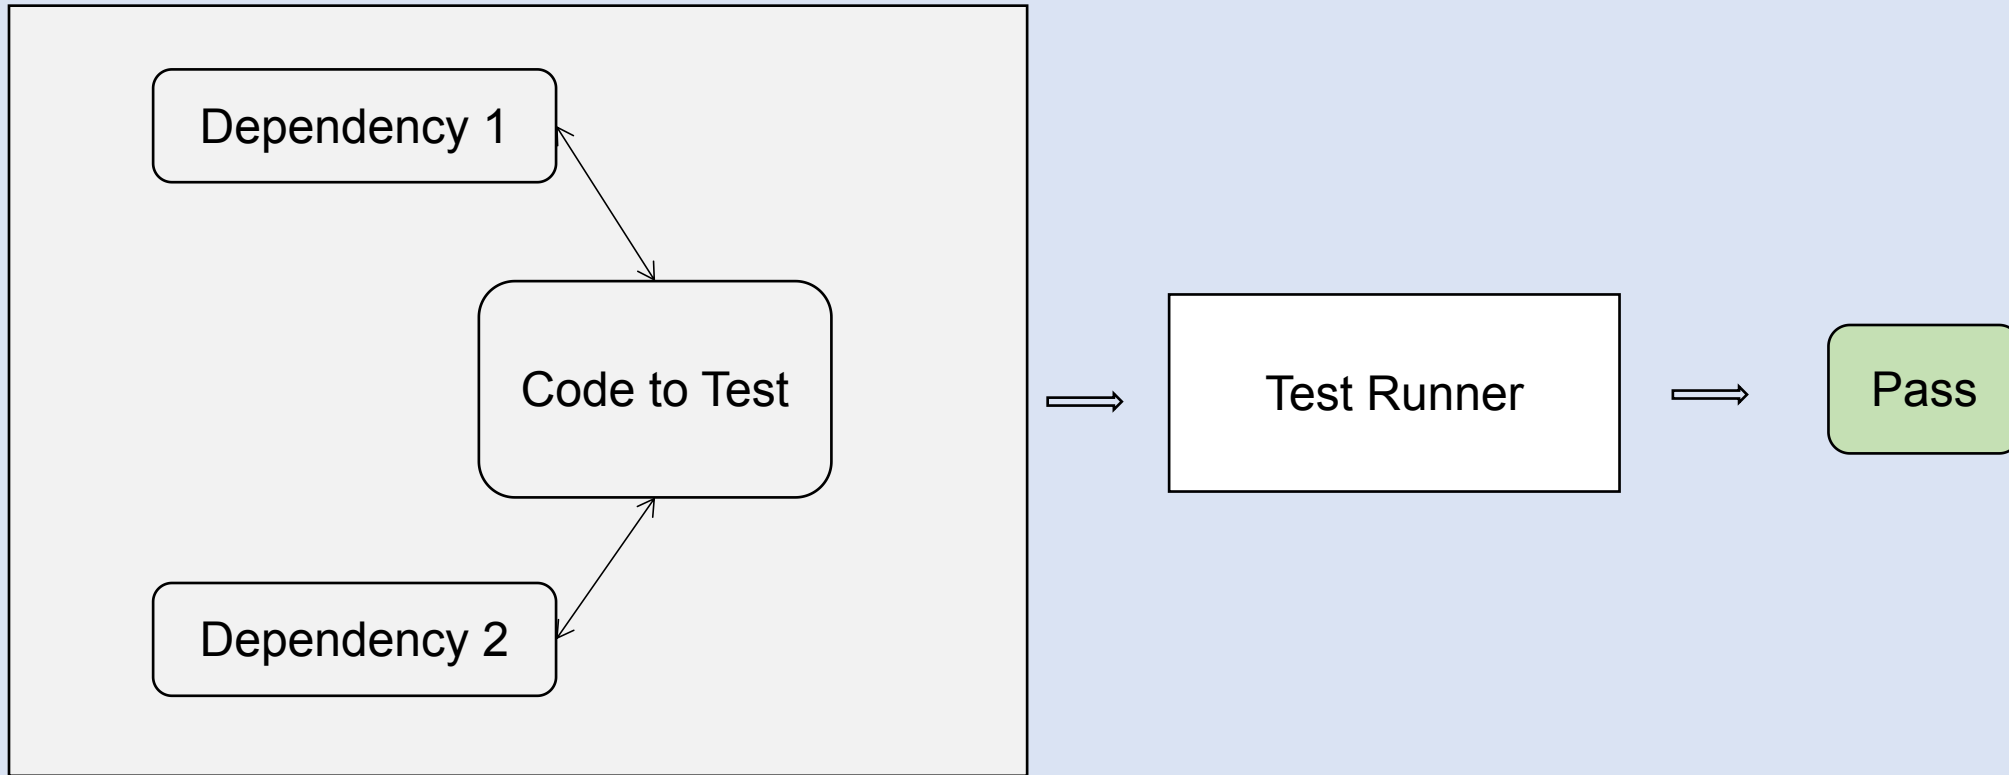 Dependency 1
Code to Test
Dependency 2
Test Runner
Pass